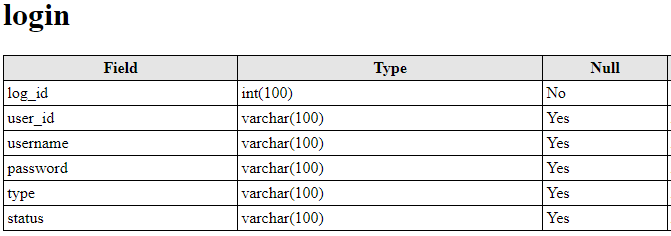 login
Field Type Null
log_id int(100) No
user_id varchar(100) Yes
username varchar(100) Yes
password varchar(100) Yes
type varchar(100) Yes
status varchar(100) Yes